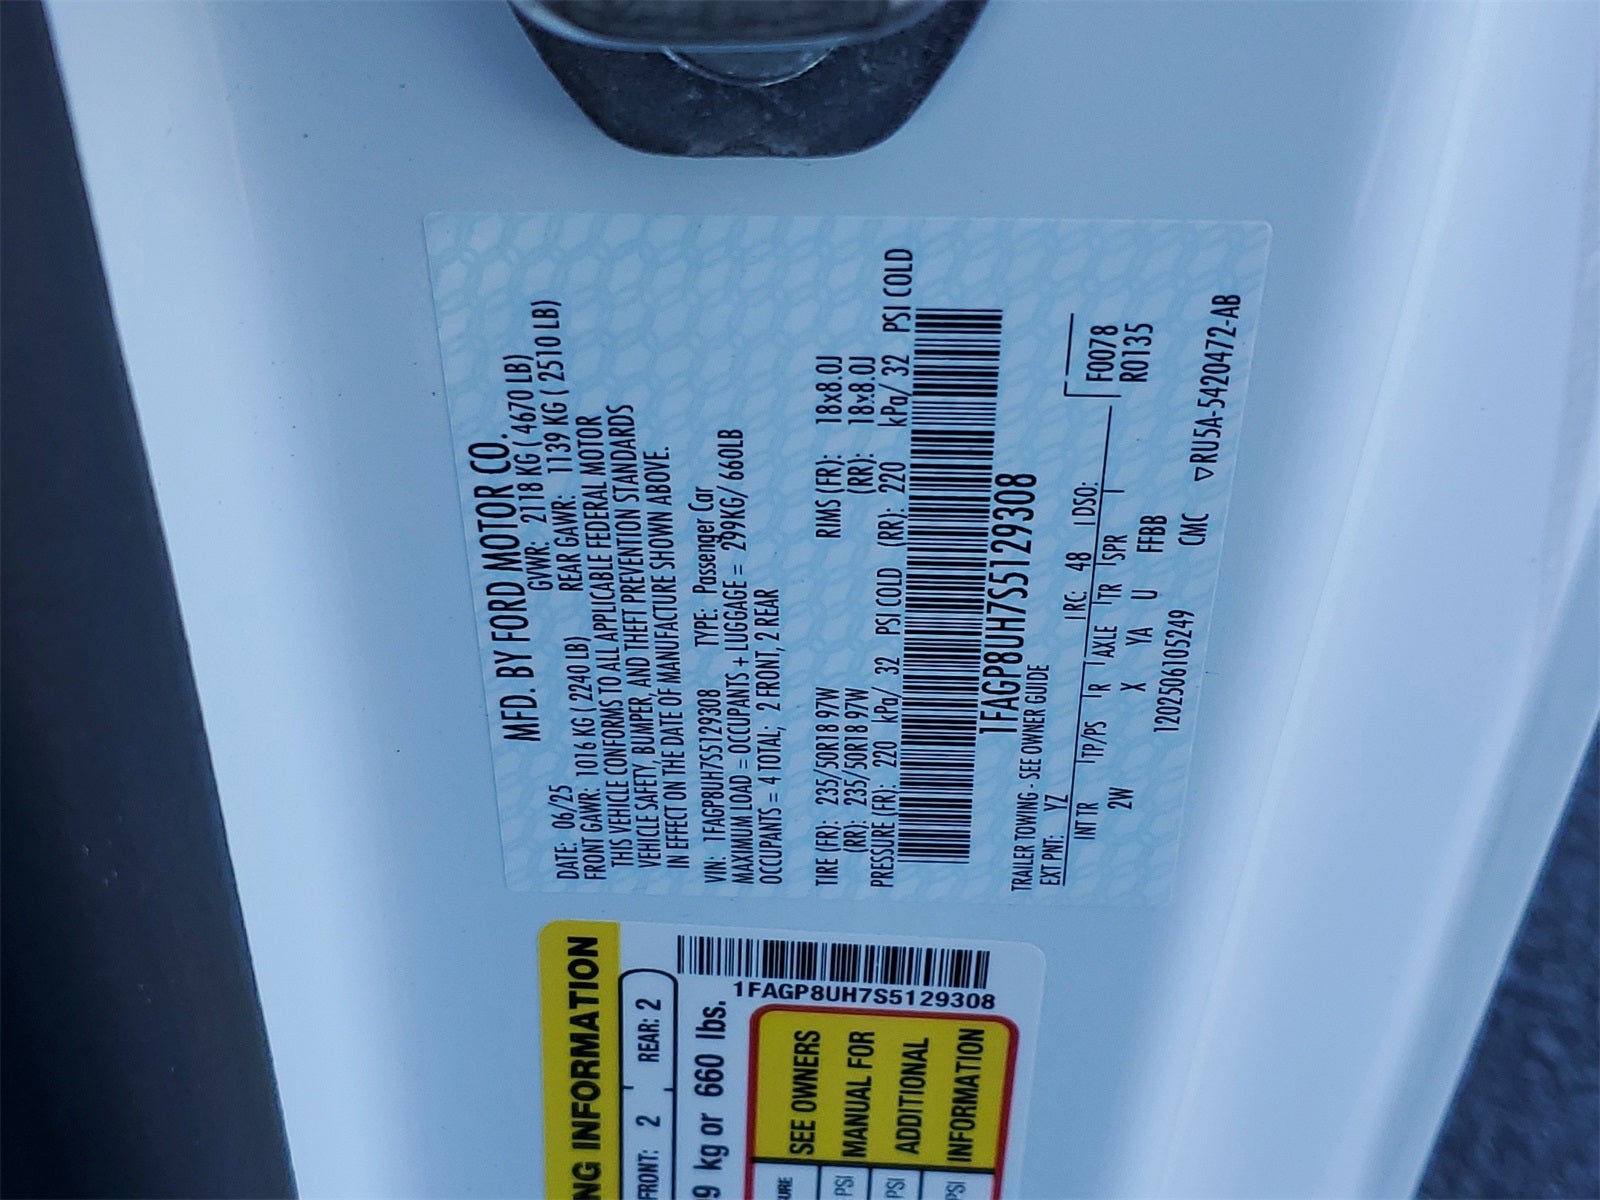 MFD. BY FORD MOTOR CO.
DATE: 06/25 GVWR: 2118 KG ( 4670 LB)
FRONT GAWR: 1016 KG ( 2240 LB) REAR GAWR: 1139 KG ( 2510 LB)
THIS VEHICLE CONFORMS TO ALL APPLICABLE FEDERAL MOTOR
VEHICLE SAFETY, BUMPER, AND THEFT PREVENTION STANDARDS
IN EFFECT ON THE DATE OF MANUFACTURE SHOWN ABOVE.
VIN: 1FAGP8UH7S5129308 TYPE: Passenger Car
MAXIMUM LOAD = OCCUPANTS + LUGGAGE = 299KG/ 660LB
OCCUPANTS = 4 TOTAL; 2 FRONT, 2 REAR
TIRE (FR): 235/50R18 97W RIMS (FR): 18x8.0J
(RR): 235/50R18 97W (RR): 18x8.0J
PRESSURE (FR): 220 kPa/ 32 PSI COLD (RR): 220 kPa/ 32 PSI COLD
1FAGP8UH7S5129308
TRAILER TOWING - SEE OWNER GUIDE
EXT PNT: YZ RC: 48 DSO:
INT TR TP/PS R AXLE TR SPR F0078
2W X YA U FFBB R0135
120250610524​9 CMC ▽RU5A-5420472-AB
NG INFORMATION
FRONT: 2 REAR: 2
9 kg or 660 lbs.
1FAGP8UH7S5129308
SEE OWNERS
MANUAL FOR
ADDITIONAL
INFORMATION
PSI
PSI
PSI